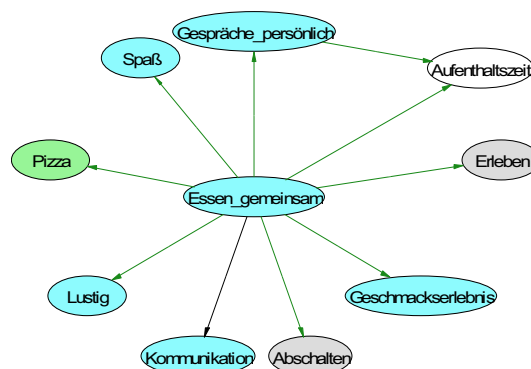 Gespräche_persönlich
Spaß
Aufenthaltszeit
Pizza
Erleben
Essen_gemeinsam
Lustig
Geschmackserlebnis
Kommunikation
Abschalten